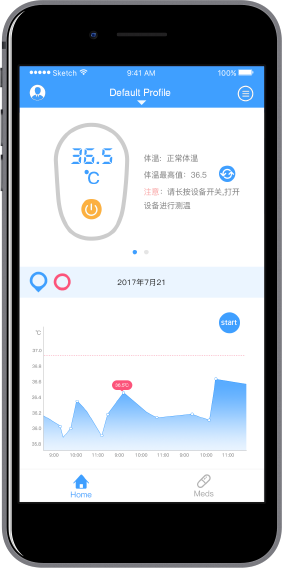 Sketch 9:41 AM 100%
Default Profile
36.5
℃
体温：正常体温
体温最高值：36.5
注意：请长按设备开关,打开
设备进行测温
2017年7月21
start
℃
37.0
36.8
36.6
36.4
36.2
36.0
35.0
36.5℃
9:00 10:00 11:00 9:00 10:00 11:00 9:00 10:00 11:00
Home
Meds